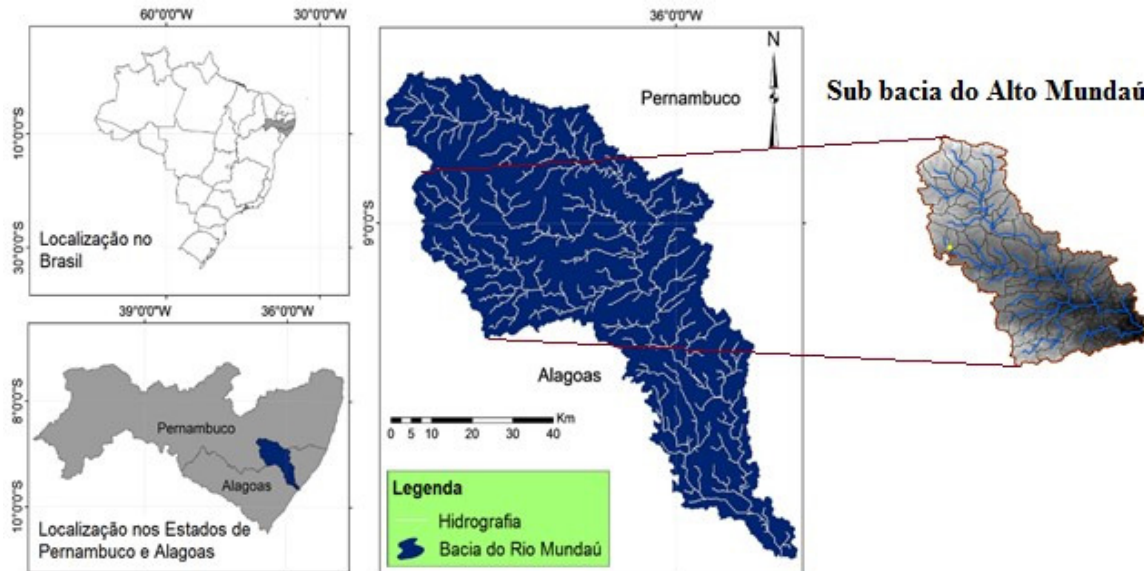 60°0'0"W
30°0'0"W
10°0'0"S
30°0'0"S
Localização no
Brasil
39°0'0"W
36°0'0"W
8°0'0"S
10°0'0"S
Pernambuco
Alagoas
Localização nos Estados de
Pernambuco e Alagoas
36°0'0"W
9°0'0"S
N
Pernambuco
Alagoas
Km
0 5 10 20 30 40
Legenda
Hidrografia
Bacia do Rio Mundaú
Sub bacia do Alto Mundaú